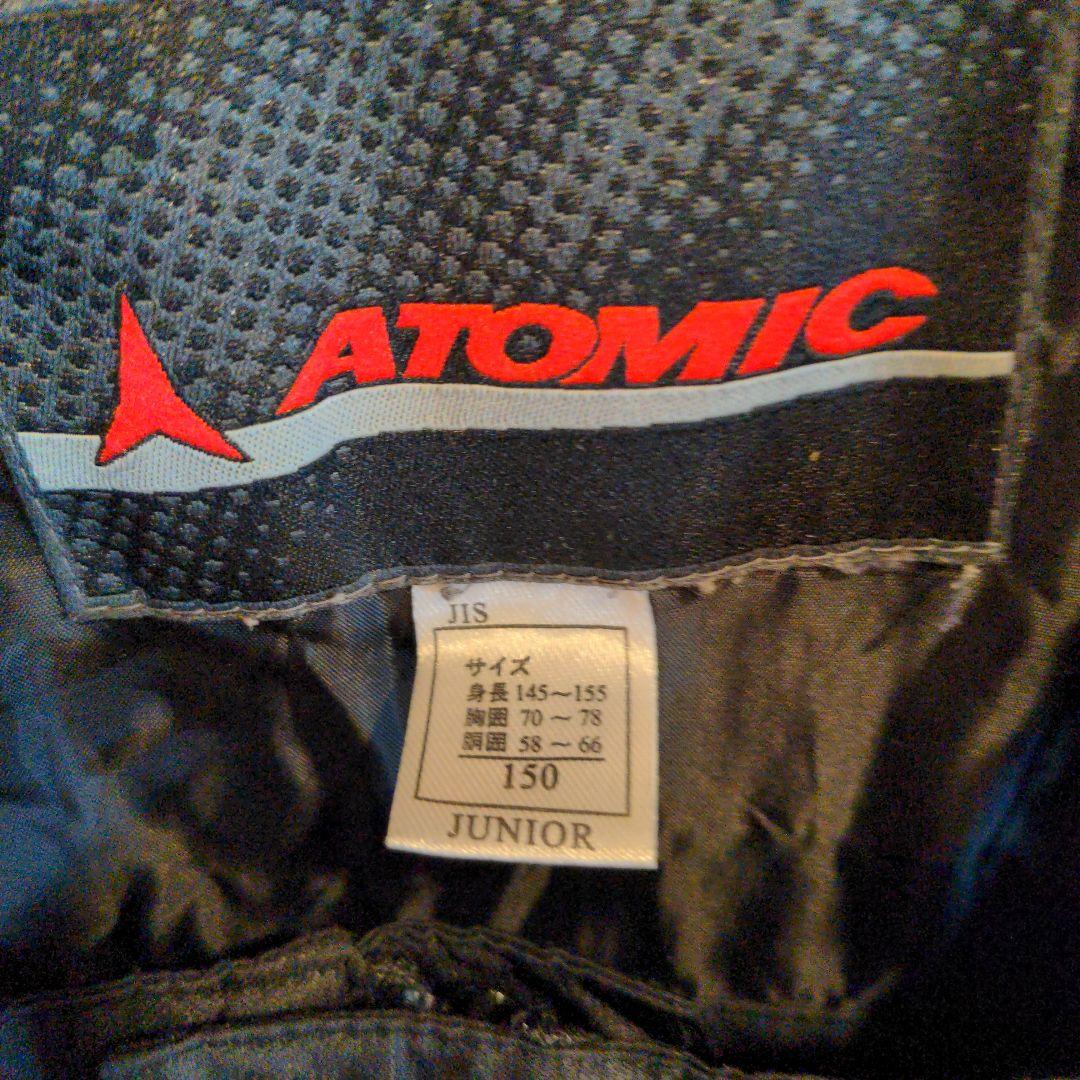 ATOMIC
JIS
サイズ
身長 145～155
胸囲 70～78
胴囲 58～66
150
JUNIOR